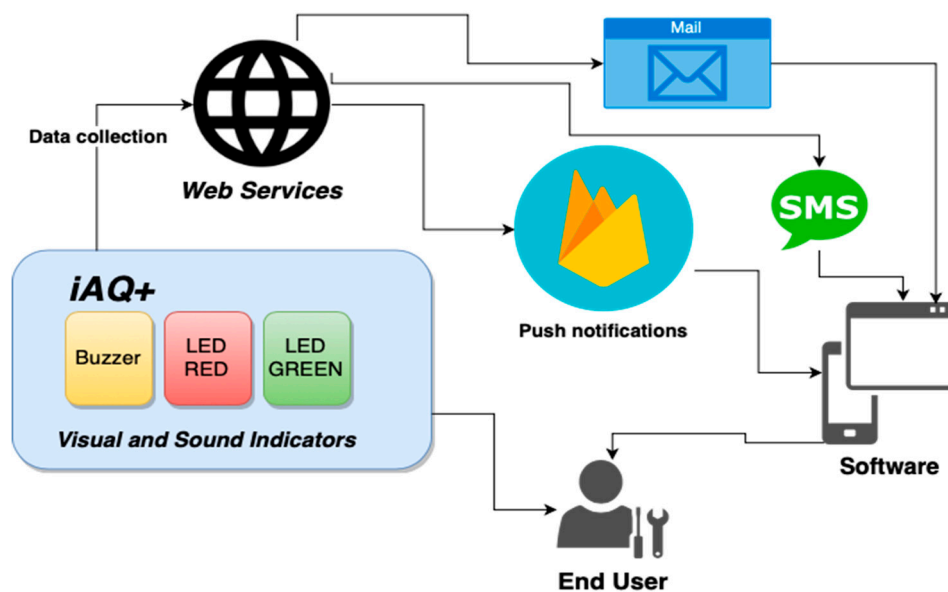 Mail
Data collection
Web Services
SMS
iAQ+
Buzzer
LED
RED
LED
GREEN
Visual and Sound Indicators
Push notifications
Software
End User